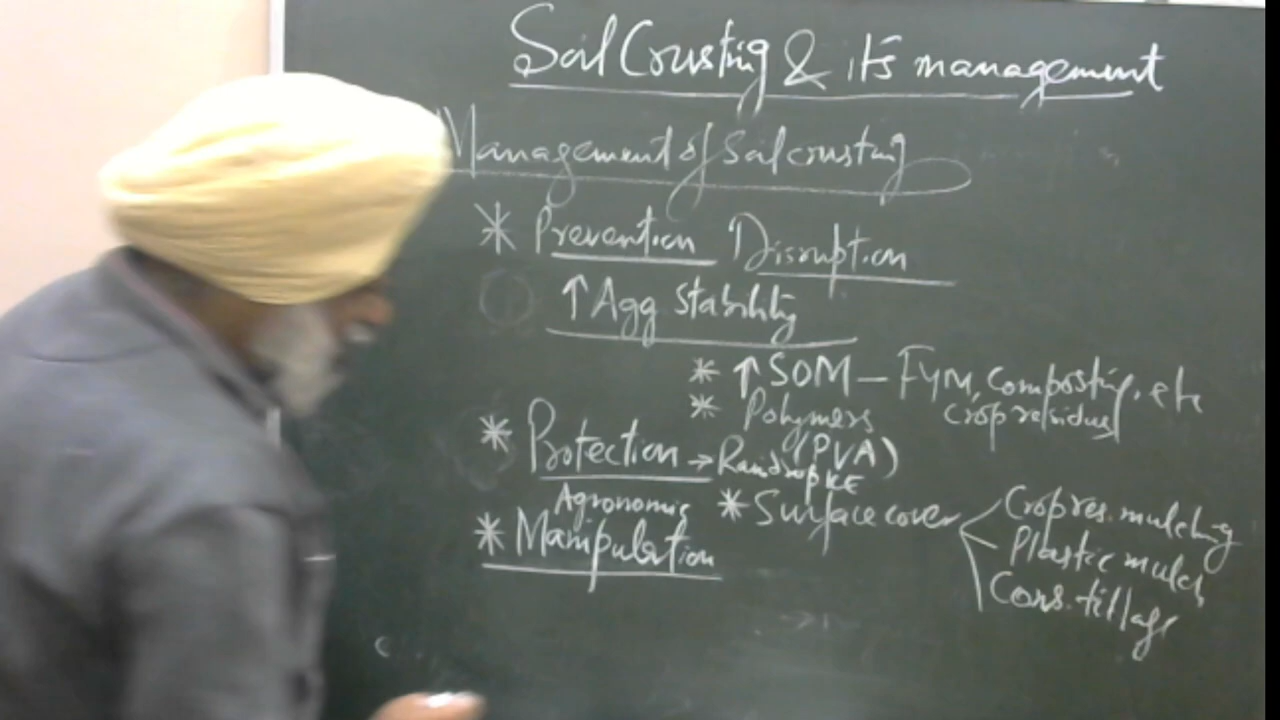 Soil Crusting & its management
Management of Soil crusting
* Prevention Disruption
↑ Agg Stability
* ↑ SOM – FYM, Composting, etc
* Polymers crop residues
(PVA)
* Protection → Raindrop KE
* Surface cover
Crop res. mulching
Plastic mulch
Cons. tillage
Agronomic
* Manipulation